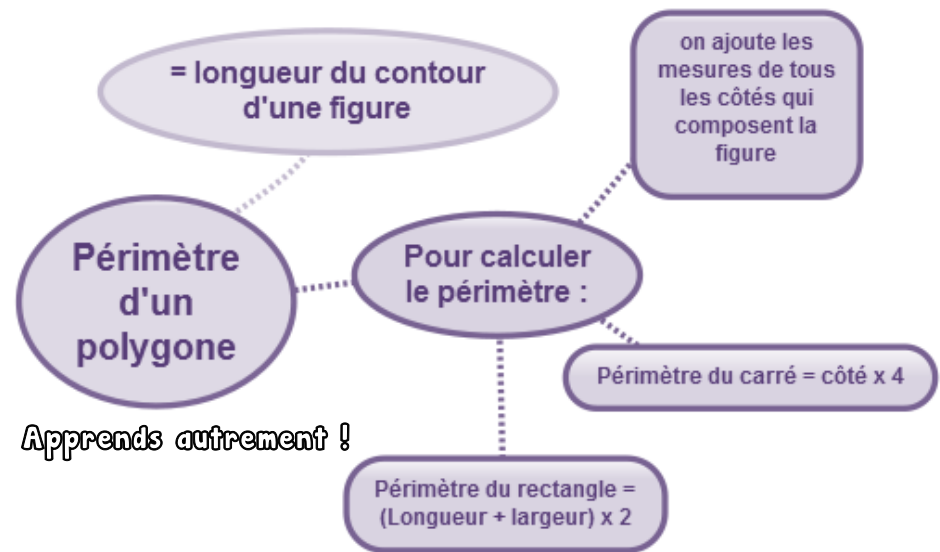 = longueur du contour
d'une figure
on ajoute les
mesures de tous
les côtés qui
composent la
figure
Périmètre
d'un
polygone
Pour calculer
le périmètre :
Périmètre du carré = côté x 4
Apprends autrement !
Périmètre du rectangle =
(Longueur + largeur) x 2